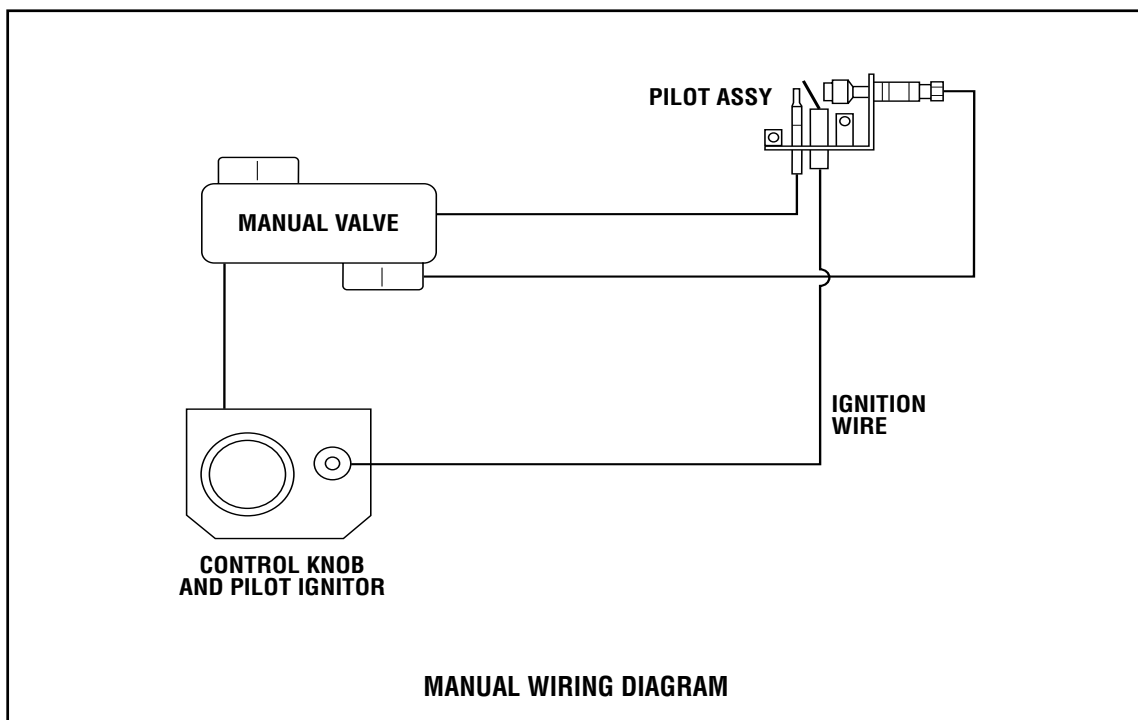 PILOT ASSY
MANUAL VALVE
IGNITION
WIRE
CONTROL KNOB
AND PILOT IGNITOR
MANUAL WIRING DIAGRAM